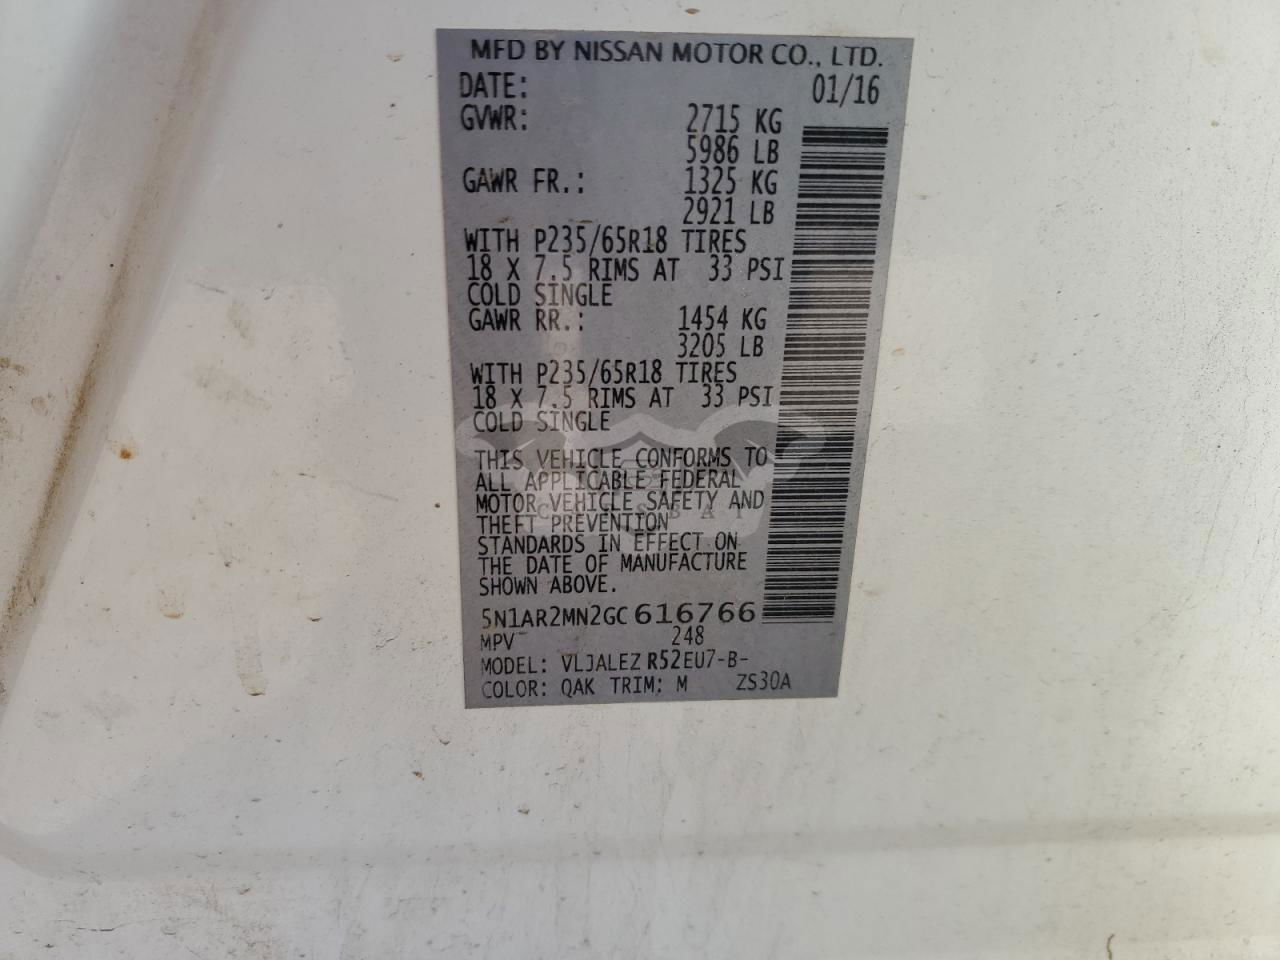 MFD BY NISSAN MOTOR CO., LTD.
DATE: 01/16
GVWR: 2715 KG
5986 LB
GAWR FR.: 1325 KG
2921 LB
WITH P235/65R18 TIRES
18 X 7.5 RIMS AT 33 PSI
COLD SINGLE
GAWR RR.: 1454 KG
3205 LB
WITH P235/65R18 TIRES
18 X 7.5 RIMS AT 33 PSI
COLD SINGLE
THIS VEHICLE CONFORMS TO
ALL APPLICABLE FEDERAL
MOTOR VEHICLE SAFETY AND
THEFT PREVENTION
STANDARDS IN EFFECT ON
THE DATE OF MANUFACTURE
SHOWN ABOVE.
5N1AR2MN2GC616766
MPV 248
MODEL: VLJALEZ R52EU7-B-
COLOR: QAK TRIM: M ZS30A